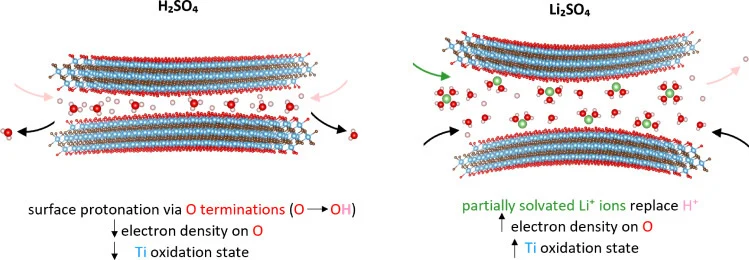 H₂SO₄
Li₂SO₄
surface protonation via O terminations (O → OH)
↓ electron density on O
↓ Ti oxidation state
partially solvated Li⁺ ions replace H⁺
↑ electron density on O
↑ Ti oxidation state